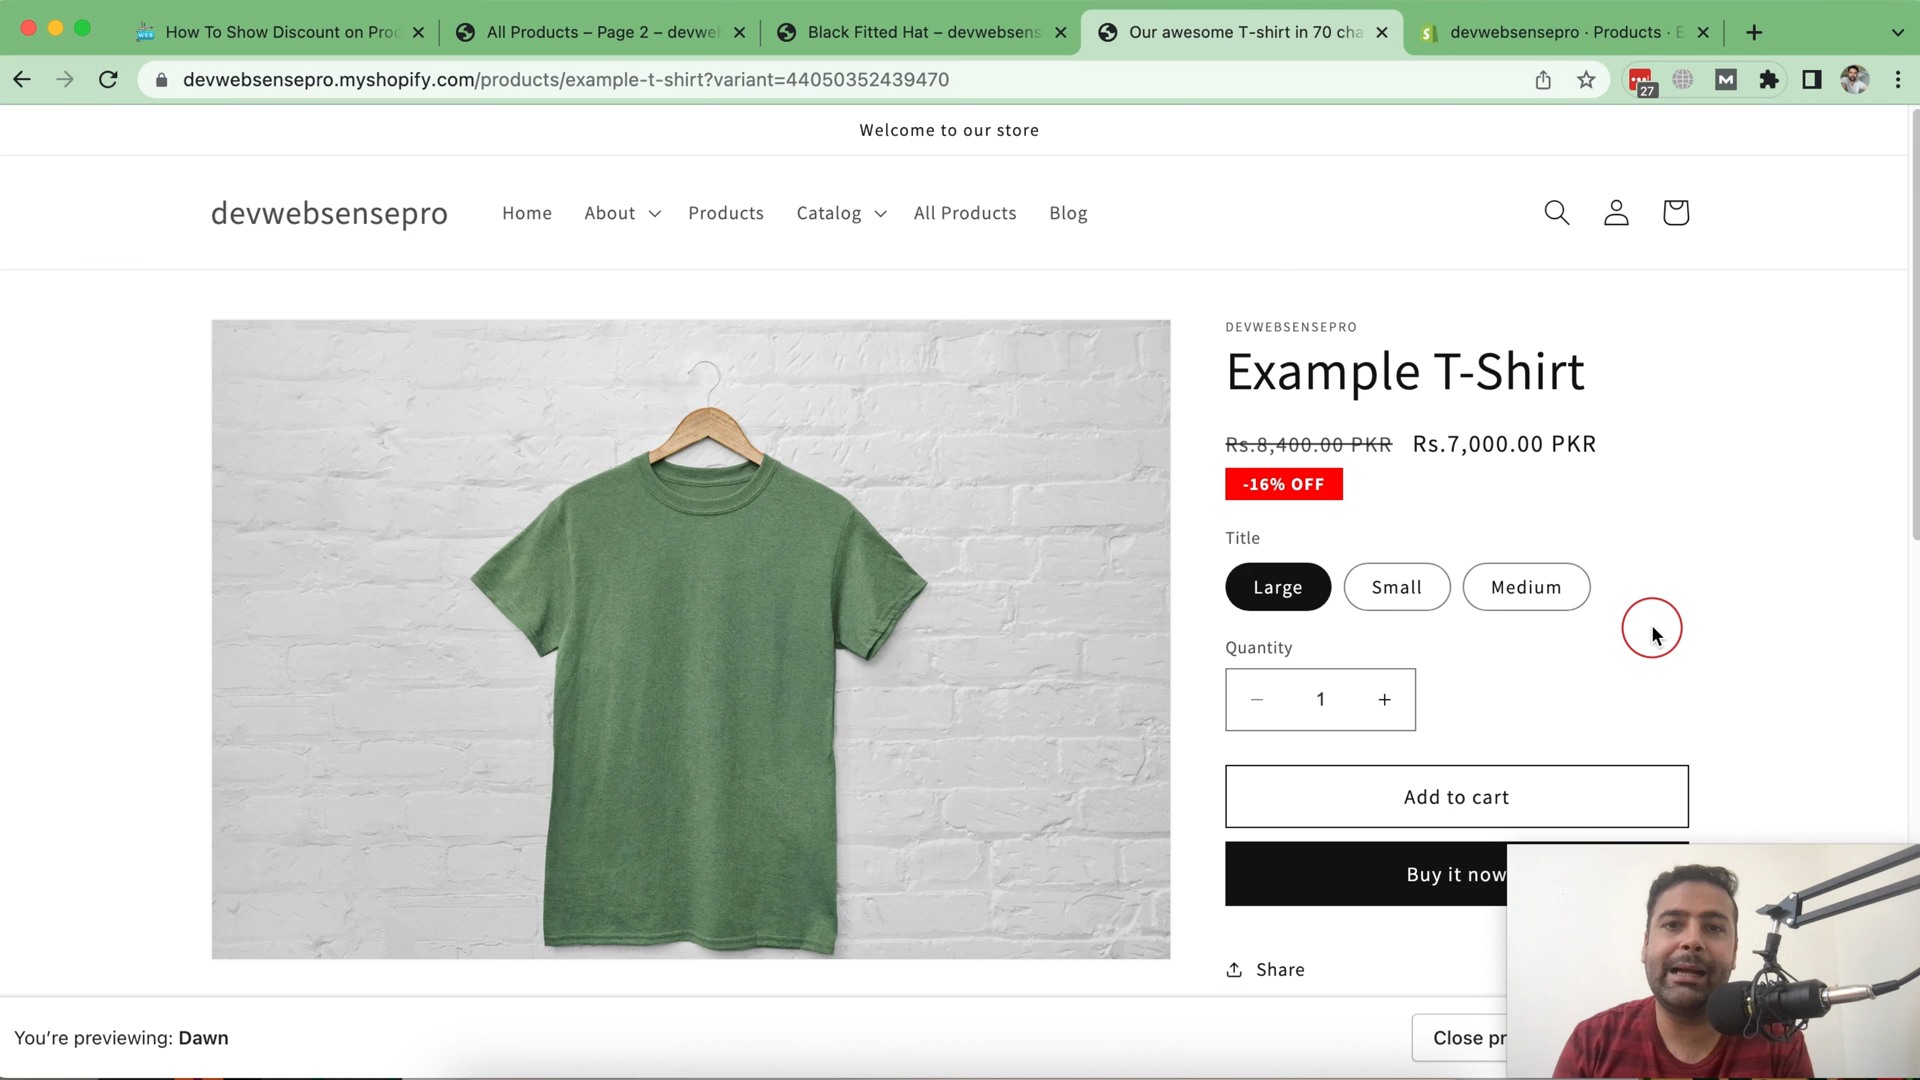 How To Show Discount on Proc
All Products – Page 2 – devweb
Black Fitted Hat – devwebsens
Our awesome T-shirt in 70 cha
devwebsensepro · Products · E
devwebsensepro.myshopify.com/products/example-t-shirt?variant=44050352439470
27
M
Welcome to our store
devwebsensepro
Home
About
Products
Catalog
All Products
Blog
DEVWEBSENSEPRO
Example T-Shirt
Rs.8,400.00 PKR Rs.7,000.00 PKR
-16% OFF
Title
Large
Small
Medium
Quantity
1
Add to cart
Buy it now
Share
You’re previewing: Dawn
Close pr